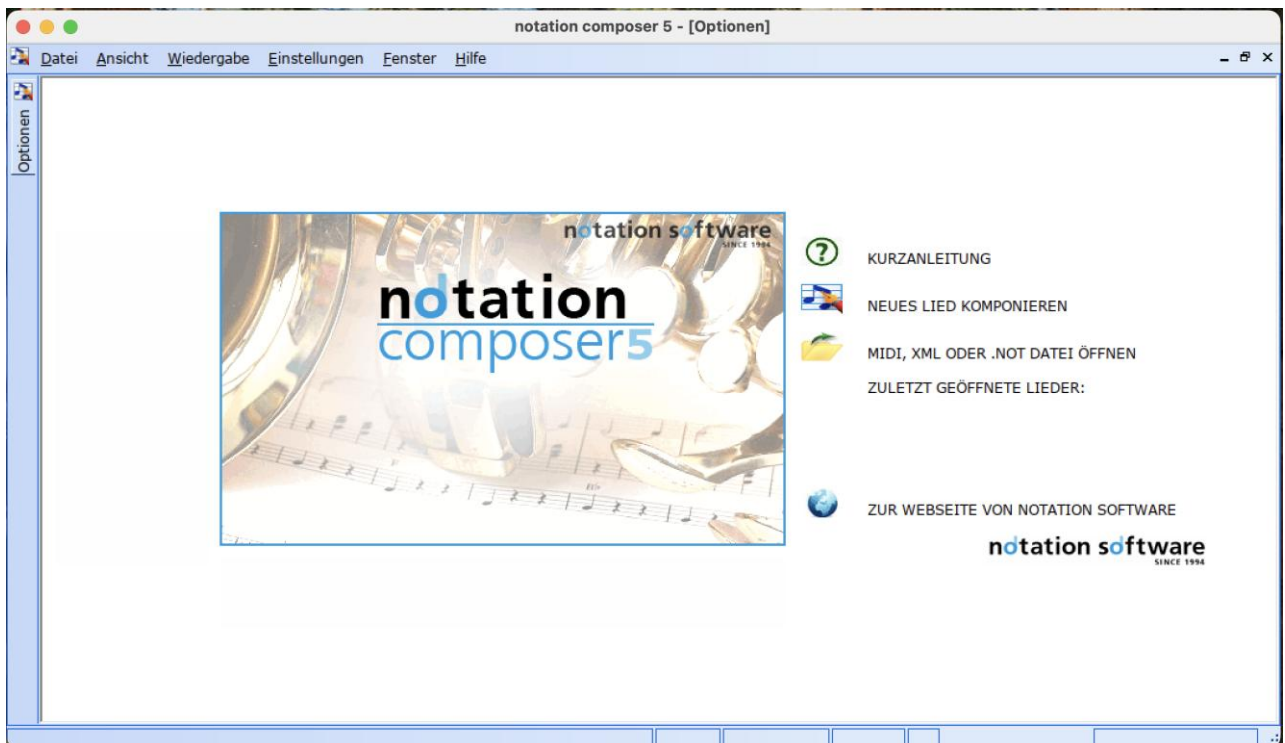 notation composer 5 - [Optionen]
Datei Ansicht Wiedergabe Einstellungen Fenster Hilfe
Optionen
notation software
SINCE 1994
notation
composer5
KURZANLEITUNG
NEUES LIED KOMPONIEREN
MIDI, XML ODER .NOT DATEI ÖFFNEN
ZULETZT GEÖFFNETE LIEDER:
ZUR WEBSEITE VON NOTATION SOFTWARE
notation software
SINCE 1994